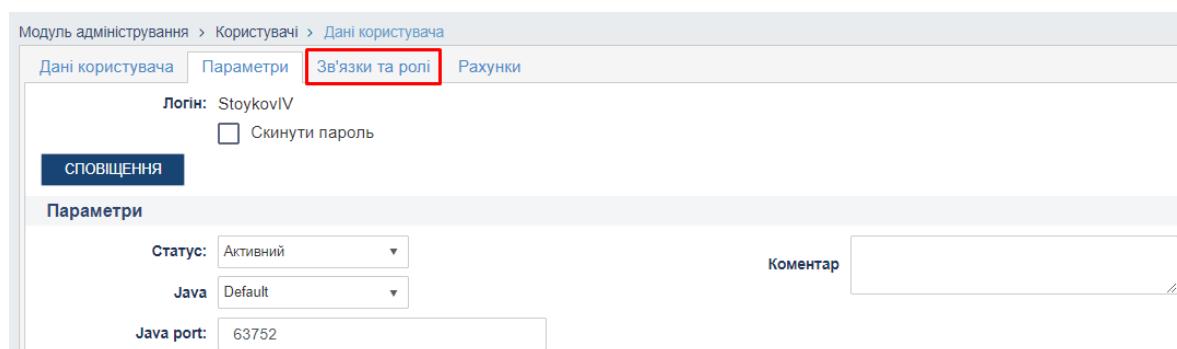 Модуль адміністрування > Користувачі > Дані користувача
Дані користувача Параметри Зв'язки та ролі Рахунки
Логін: StoykovIV
Скинути пароль
СПОВІЩЕННЯ
Параметри
Статус: Активний
Коментар
Java Default
Java port: 63752